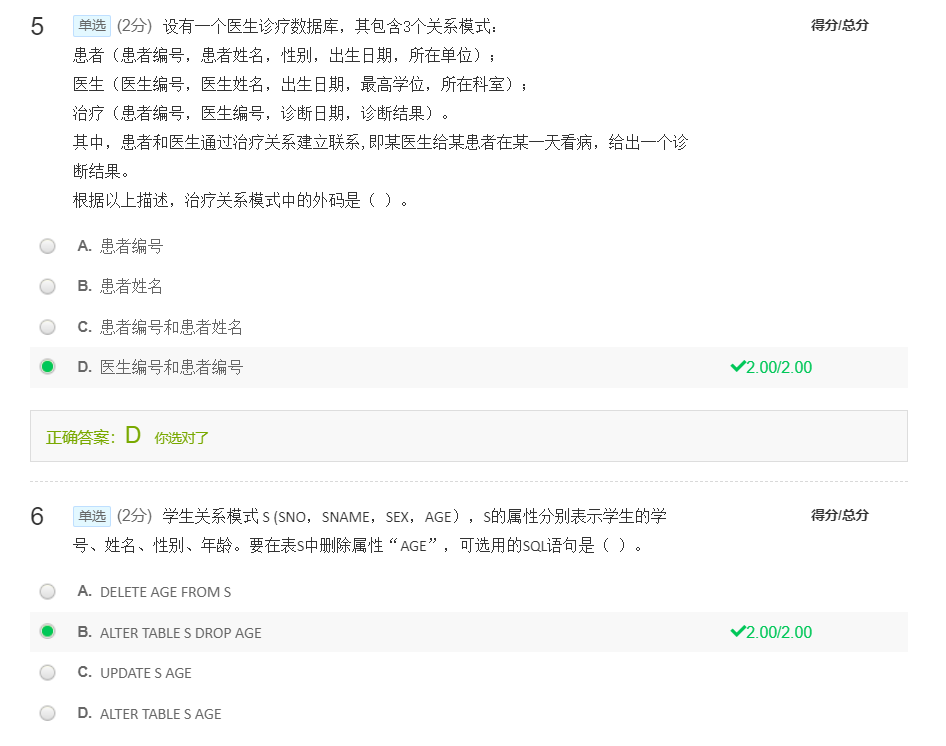 5 单选 (2分) 设有一个医生诊疗数据库，其包含3个关系模式： 得分/总分
患者（患者编号，患者姓名，性别，出生日期，所在单位）；
医生（医生编号，医生姓名，出生日期，最高学位，所在科室）；
治疗（患者编号，医生编号，诊断日期，诊断结果）。
其中，患者和医生通过治疗关系建立联系,即某医生给某患者在某一天看病，给出一个诊
断结果。
根据以上描述，治疗关系模式中的外码是（ ）。
A. 患者编号
B. 患者姓名
C. 患者编号和患者姓名
D. 医生编号和患者编号 2.00/2.00
正确答案：D 你选对了
6 单选 (2分) 学生关系模式 S (SNO，SNAME，SEX，AGE），S的属性分别表示学生的学 得分/总分
号、姓名、性别、年龄。要在表S中删除属性“AGE”，可选用的SQL语句是（ ）。
A. DELETE AGE FROM S
B. ALTER TABLE S DROP AGE 2.00/2.00
C. UPDATE S AGE
D. ALTER TABLE S AGE